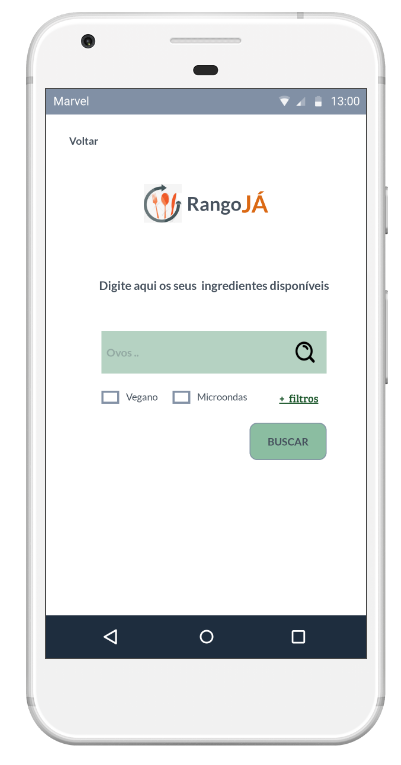 Marvel 13:00
Voltar
RangoJÁ
Digite aqui os seus ingredientes disponíveis
Ovos ..
Vegano Microondas + filtros
BUSCAR